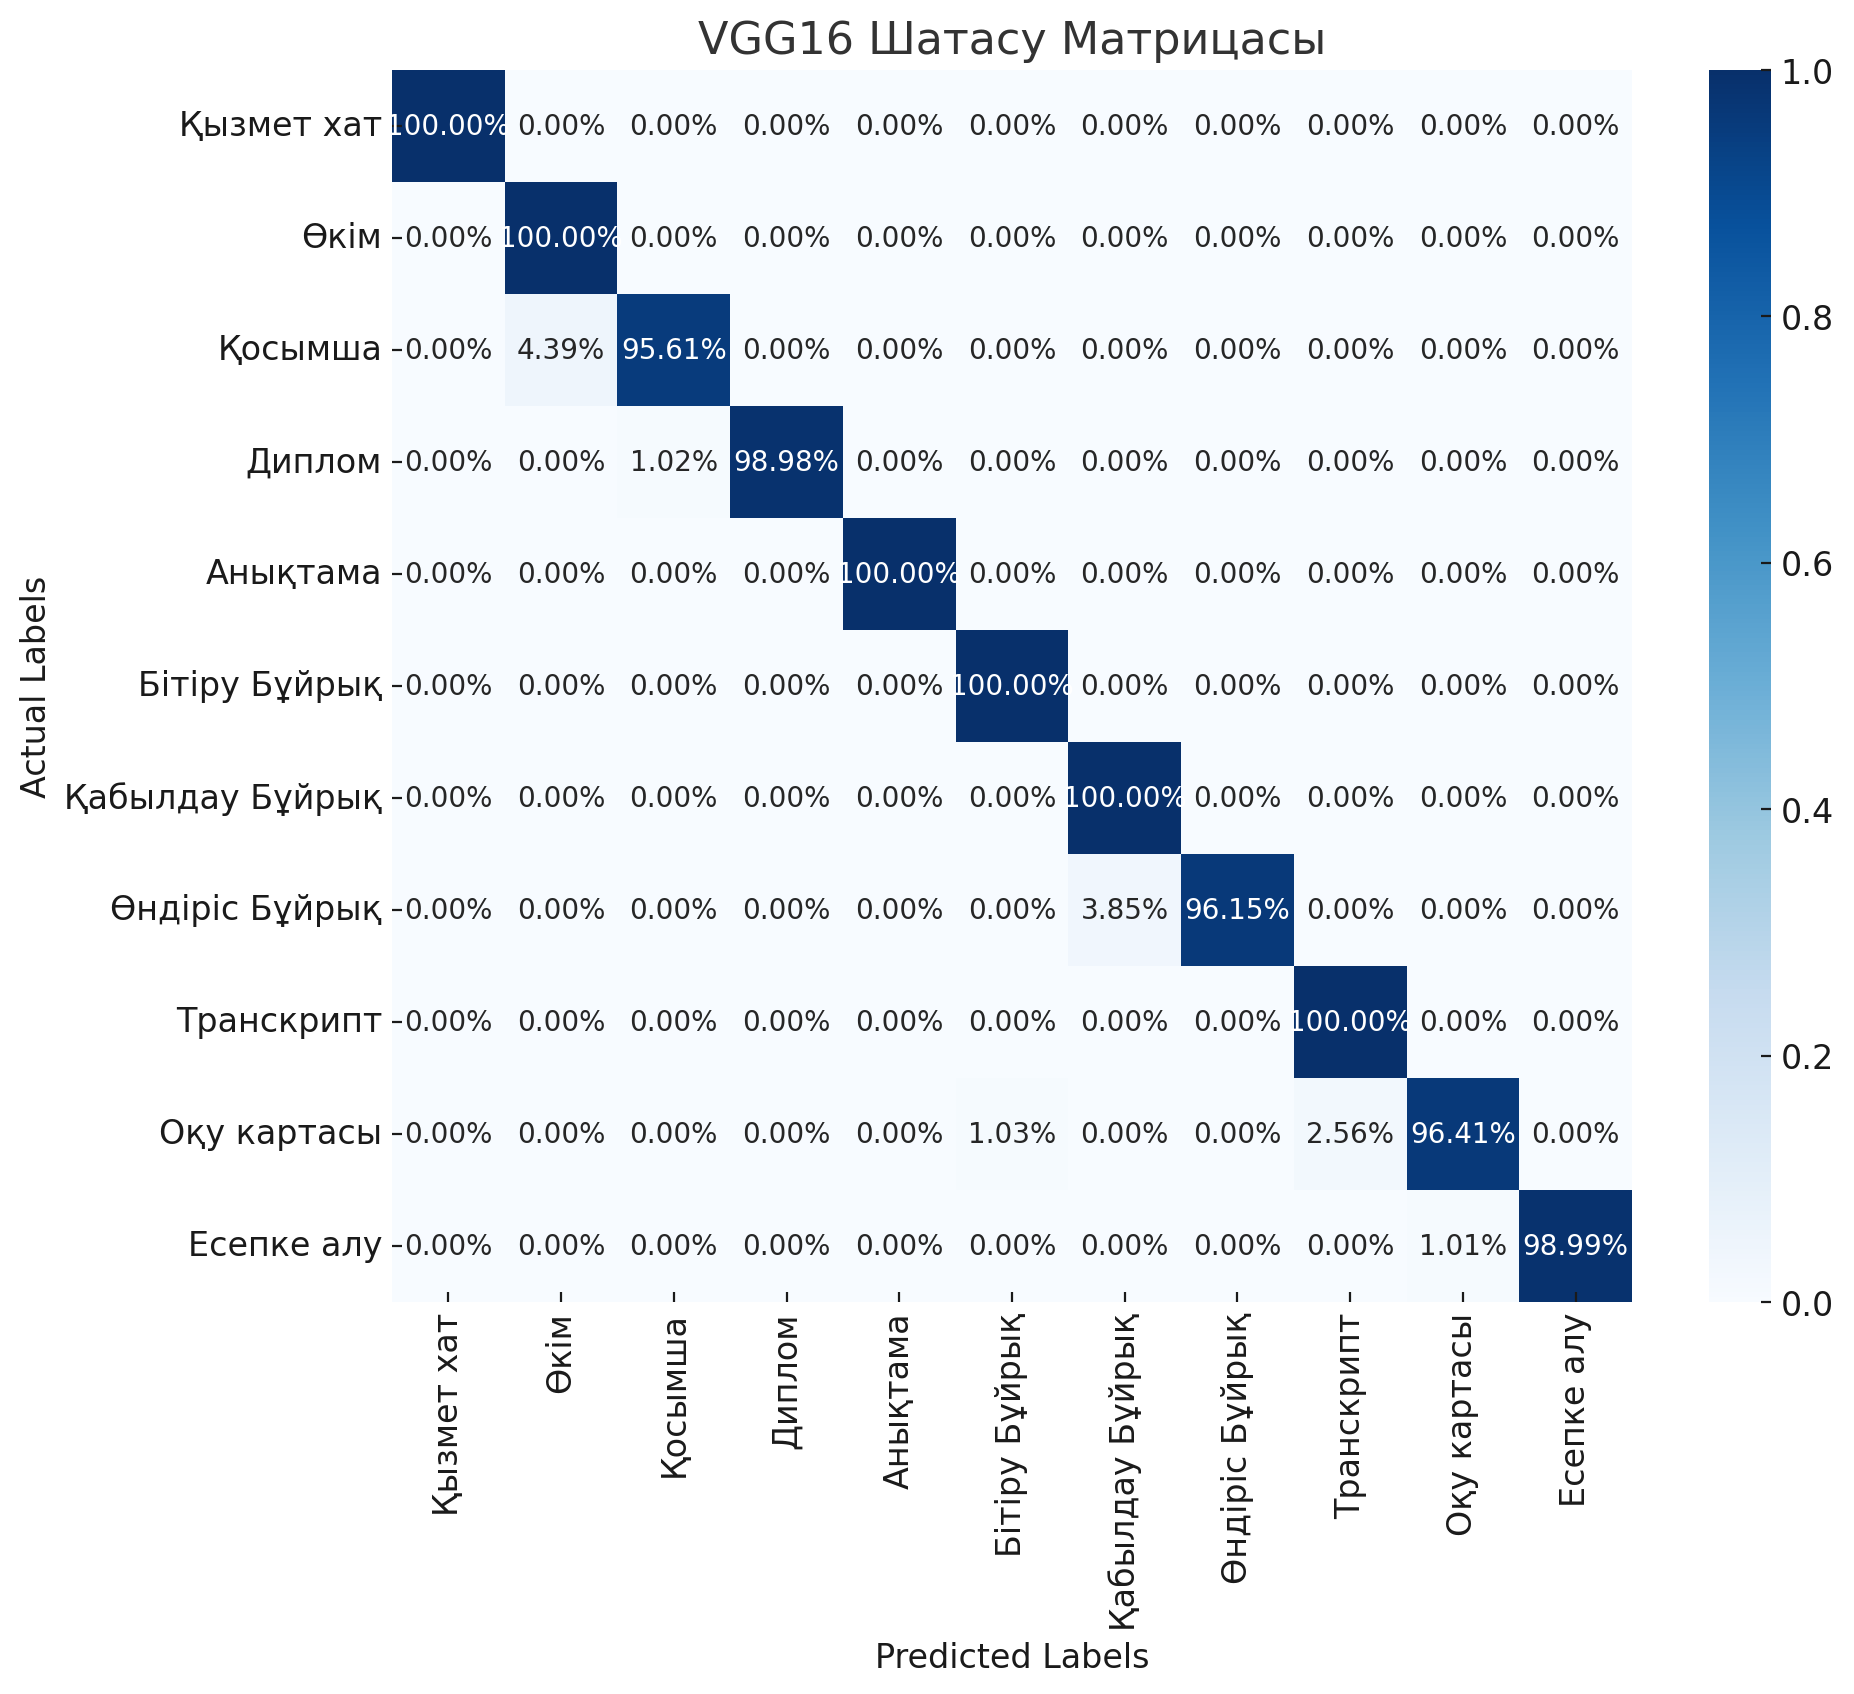 VGG16 Шатасу Матрицасы
Қызмет хат 100.00% 0.00% 0.00% 0.00% 0.00% 0.00% 0.00% 0.00% 0.00% 0.00% 0.00%
Өкім 0.00% 100.00% 0.00% 0.00% 0.00% 0.00% 0.00% 0.00% 0.00% 0.00% 0.00%
Қосымша 0.00% 4.39% 95.61% 0.00% 0.00% 0.00% 0.00% 0.00% 0.00% 0.00% 0.00%
Диплом 0.00% 0.00% 1.02% 98.98% 0.00% 0.00% 0.00% 0.00% 0.00% 0.00% 0.00%
Анықтама 0.00% 0.00% 0.00% 0.00% 100.00% 0.00% 0.00% 0.00% 0.00% 0.00% 0.00%
Бітіру Бұйрық 0.00% 0.00% 0.00% 0.00% 0.00% 100.00% 0.00% 0.00% 0.00% 0.00% 0.00%
Қабылдау Бұйрық 0.00% 0.00% 0.00% 0.00% 0.00% 0.00% 100.00% 0.00% 0.00% 0.00% 0.00%
Өндіріс Бұйрық 0.00% 0.00% 0.00% 0.00% 0.00% 0.00% 3.85% 96.15% 0.00% 0.00% 0.00%
Транскрипт 0.00% 0.00% 0.00% 0.00% 0.00% 0.00% 0.00% 0.00% 100.00% 0.00% 0.00%
Оқу картасы 0.00% 0.00% 0.00% 0.00% 0.00% 1.03% 0.00% 0.00% 2.56% 96.41% 0.00%
Есепке алу 0.00% 0.00% 0.00% 0.00% 0.00% 0.00% 0.00% 0.00% 0.00% 1.01% 98.99%
Actual Labels
Қызмет хат
Өкім
Қосымша
Диплом
Анықтама
Бітіру Бұйрық
Қабылдау Бұйрық
Өндіріс Бұйрық
Транскрипт
Оқу картасы
Есепке алу
Predicted Labels
1.0
0.8
0.6
0.4
0.2
0.0